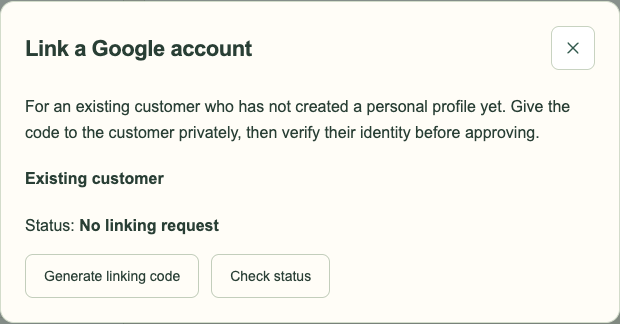 Link a Google account
For an existing customer who has not created a personal profile yet. Give the
code to the customer privately, then verify their identity before approving.
Existing customer
Status: No linking request
Generate linking code
Check status